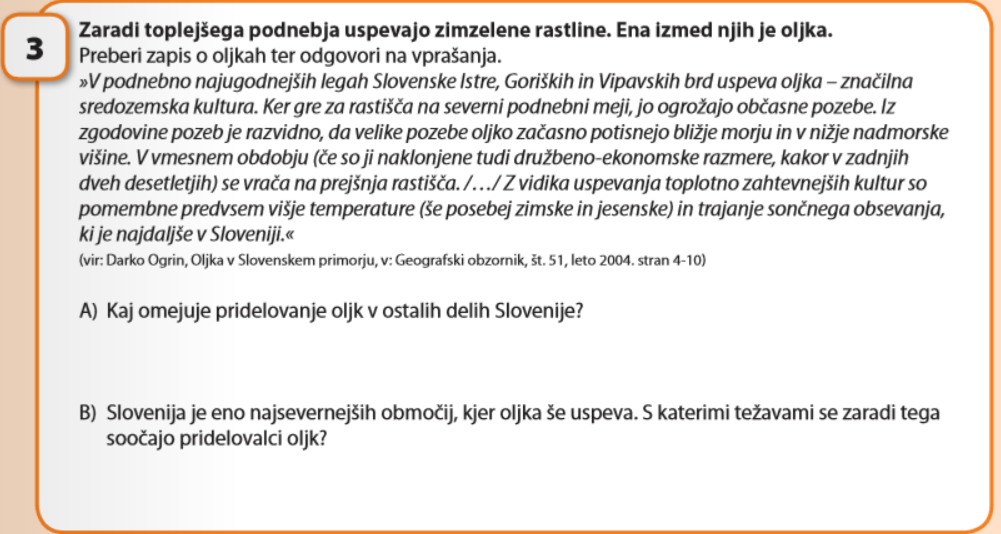 3
Zaradi toplejšega podnebja uspevajo zimzelene rastline. Ena izmed njih je oljka.
Preberi zapis o oljkah ter odgovori na vprašanja.
»V podnebno najugodnejših legah Slovenske Istre, Goriških in Vipavskih brd uspeva oljka – značilna
sredozemska kultura. Ker gre za rastišča na severni podnebni meji, jo ogrožajo občasne pozebe. Iz
zgodovine pozeb je razvidno, da velike pozebe oljko začasno potisnejo bližje morju in v nižje nadmorske
višine. V vmesnem obdobju (če so ji naklonjene tudi družbeno-ekonomske razmere, kakor v zadnjih
dveh desetletjih) se vrača na prejšnja rastišča. /…/ Z vidika uspevanja toplotno zahtevnejših kultur so
pomembne predvsem višje temperature (še posebej zimske in jesenske) in trajanje sončnega obsevanja,
ki je najdaljše v Sloveniji.«
(vir: Darko Ogrin, Oljka v Slovenskem primorju, v: Geografski obzornik, št. 51, leto 2004. stran 4-10)
A) Kaj omejuje pridelovanje oljk v ostalih delih Slovenije?
B) Slovenija je eno najsevernejših območij, kjer oljka še uspeva. S katerimi težavami se zaradi tega
soočajo pridelovalci oljk?